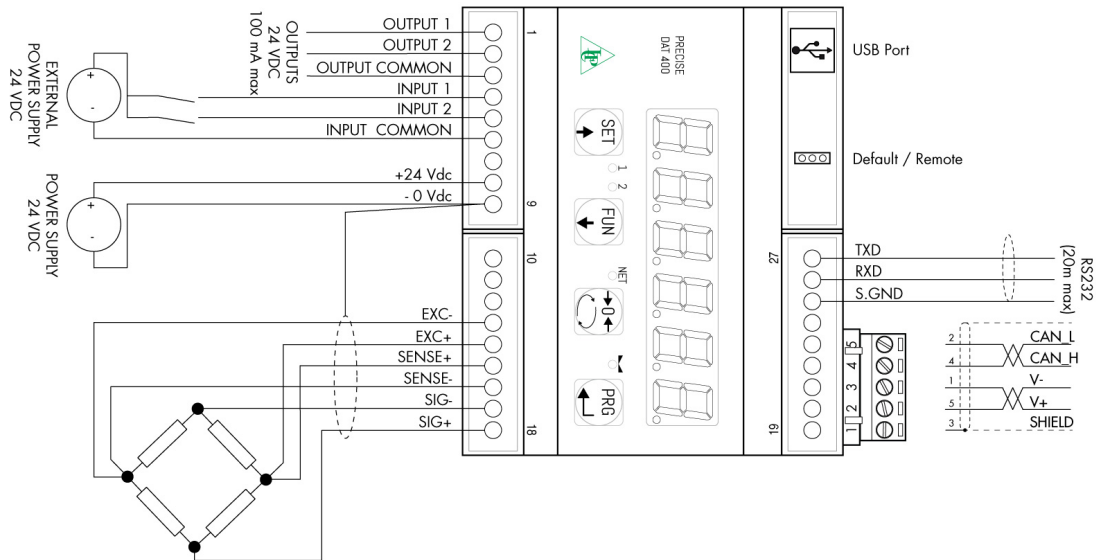 OUTPUT 1
OUTPUT 2
OUTPUT COMMON
INPUT 1
INPUT 2
INPUT COMMON
+24 Vdc
- 0 Vdc
OUTPUTS
24 VDC
100 mA max
EXTERNAL
POWER SUPPLY
24 VDC
+
-
POWER SUPPLY
24 VDC
+
-
EXC-
EXC+
SENSE+
SENSE-
SIG-
SIG+
1
9
10
18
PRECISE
DAT 400
SET
1
2
FUN
NET
0
PRG
USB Port
Default / Remote
27
19
TXD
RXD
S.GND
RS232
(20m max)
5
4
3
2
1
2 CAN_L
4 CAN_H
1 V-
5 V+
3 SHIELD